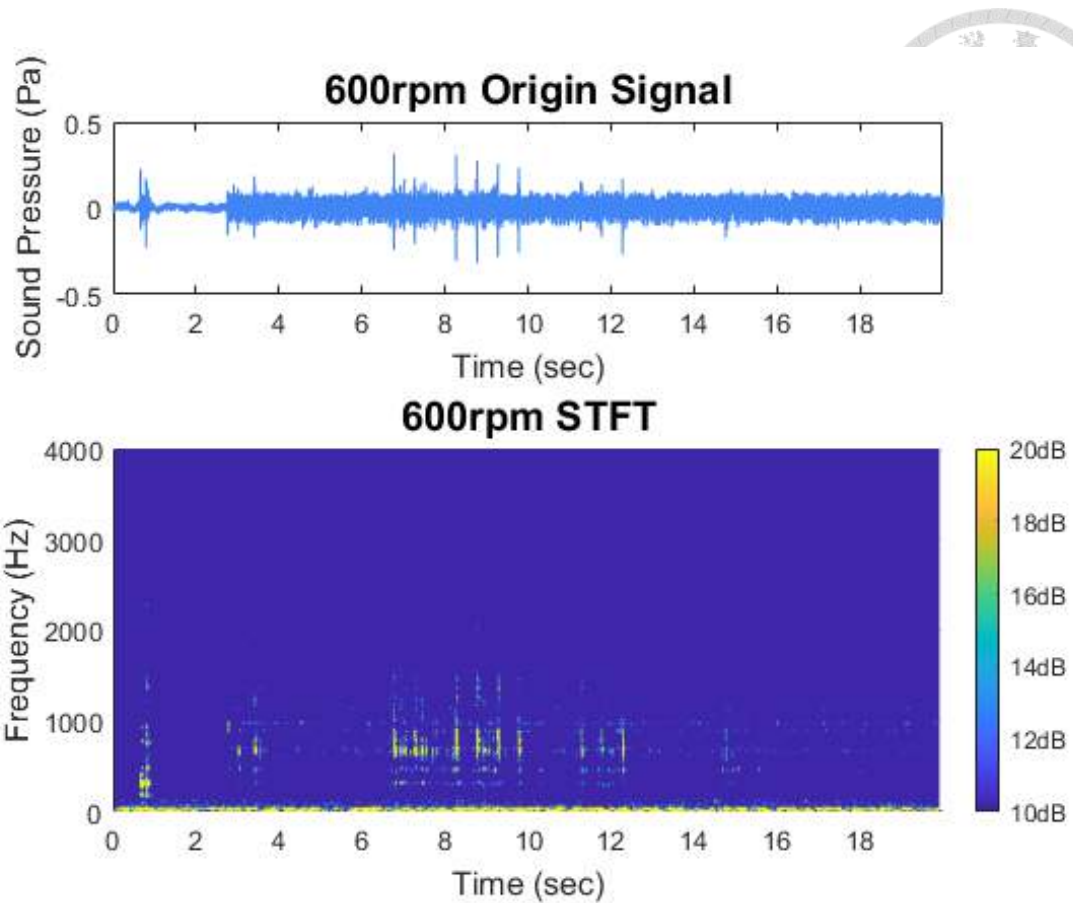 600rpm Origin Signal
Sound Pressure (Pa)
0.5
0
-0.5
0 2 4 6 8 10 12 14 16 18
Time (sec)
600rpm STFT
Frequency (Hz)
4000
3000
2000
1000
0
0 2 4 6 8 10 12 14 16 18
Time (sec)
20dB
18dB
16dB
14dB
12dB
10dB